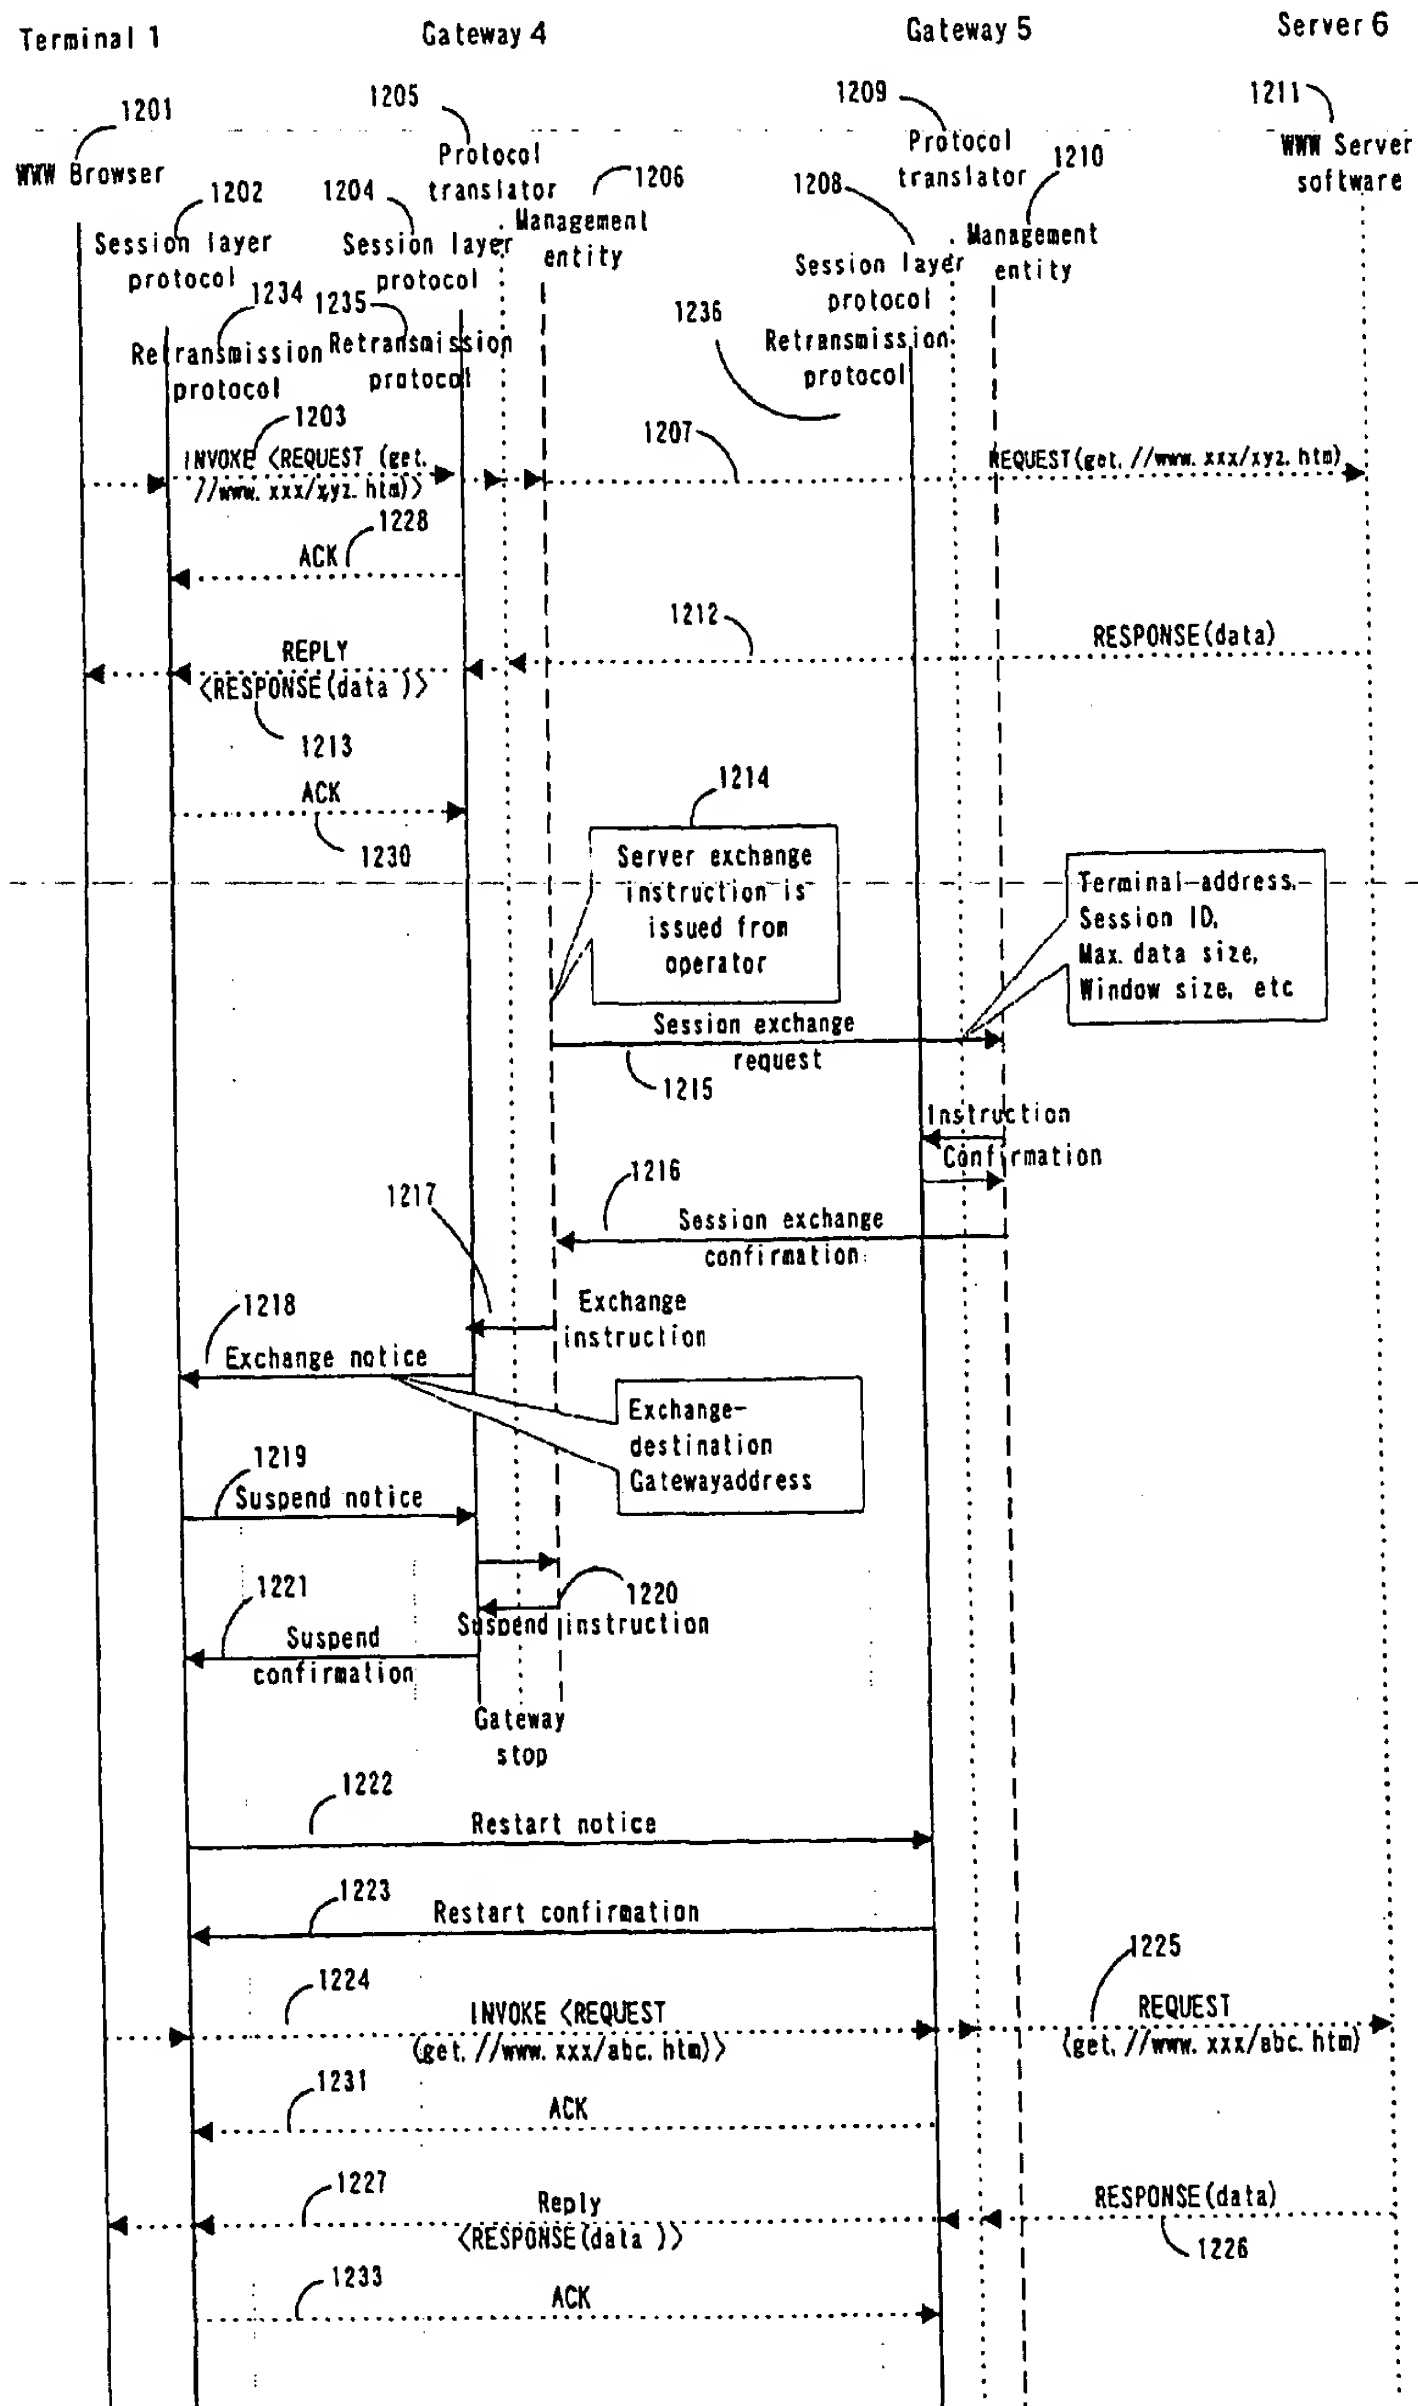 Terminal 1
Gateway 4
Gateway 5
Server 6
1201
1205
1209
1211
WWW Browser
Protocol
translator
Protocol
translator
WWW Server
software
1202
1204
1206
1208
1210
Session layer
protocol
Session layer
protocol
Management
entity
Session layer
protocol
Management
entity
1234
1235
1236
Retransmission
protocol
Retransmission
protocol
Retransmission
protocol
1203
1207
INVOKE <REQUEST (get.
//www.xxx/xyz.htm)>
REQUEST(get.//www.xxx/xyz.htm)
1228
ACK
1212
RESPONSE(data)
REPLY
<RESPONSE(data )>
1213
ACK
1230
1214
Server exchange
instruction is
issued from
operator
Terminal address,
Session ID,
Max. data size,
Window size, etc
Session exchange
request
1215
Instruction
Confirmation
1216
1217
Session exchange
confirmation
1218
Exchange
instruction
Exchange notice
Exchange-
destination
Gatewayaddress
1219
Suspend notice
1221
1220
Suspend instruction
Suspend
confirmation
Gateway
stop
1222
Restart notice
1223
Restart confirmation
1224
1225
INVOKE <REQUEST
(get.//www.xxx/abc.htm)>
REQUEST
(get.//www.xxx/abc.htm)
1231
ACK
1227
Reply
<RESPONSE(data )>
RESPONSE(data)
1226
1233
ACK